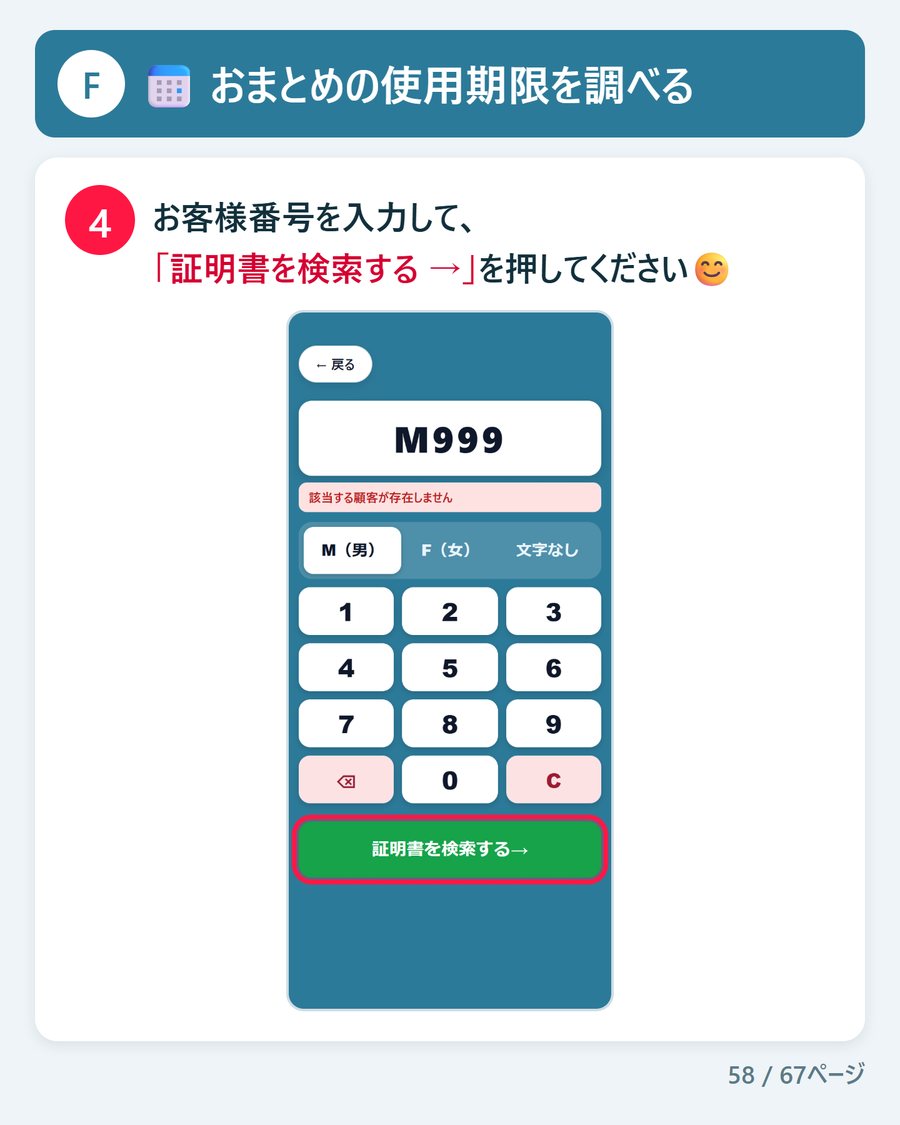 F おまとめの使用期限を調べる
4 お客様番号を入力して、
「証明書を検索する →」を押してください😊
← 戻る
M999
該当する顧客が存在しません
M（男） F（女） 文字なし
1 2 3
4 5 6
7 8 9
⌫ 0 C
証明書を検索する→
58 / 67ページ